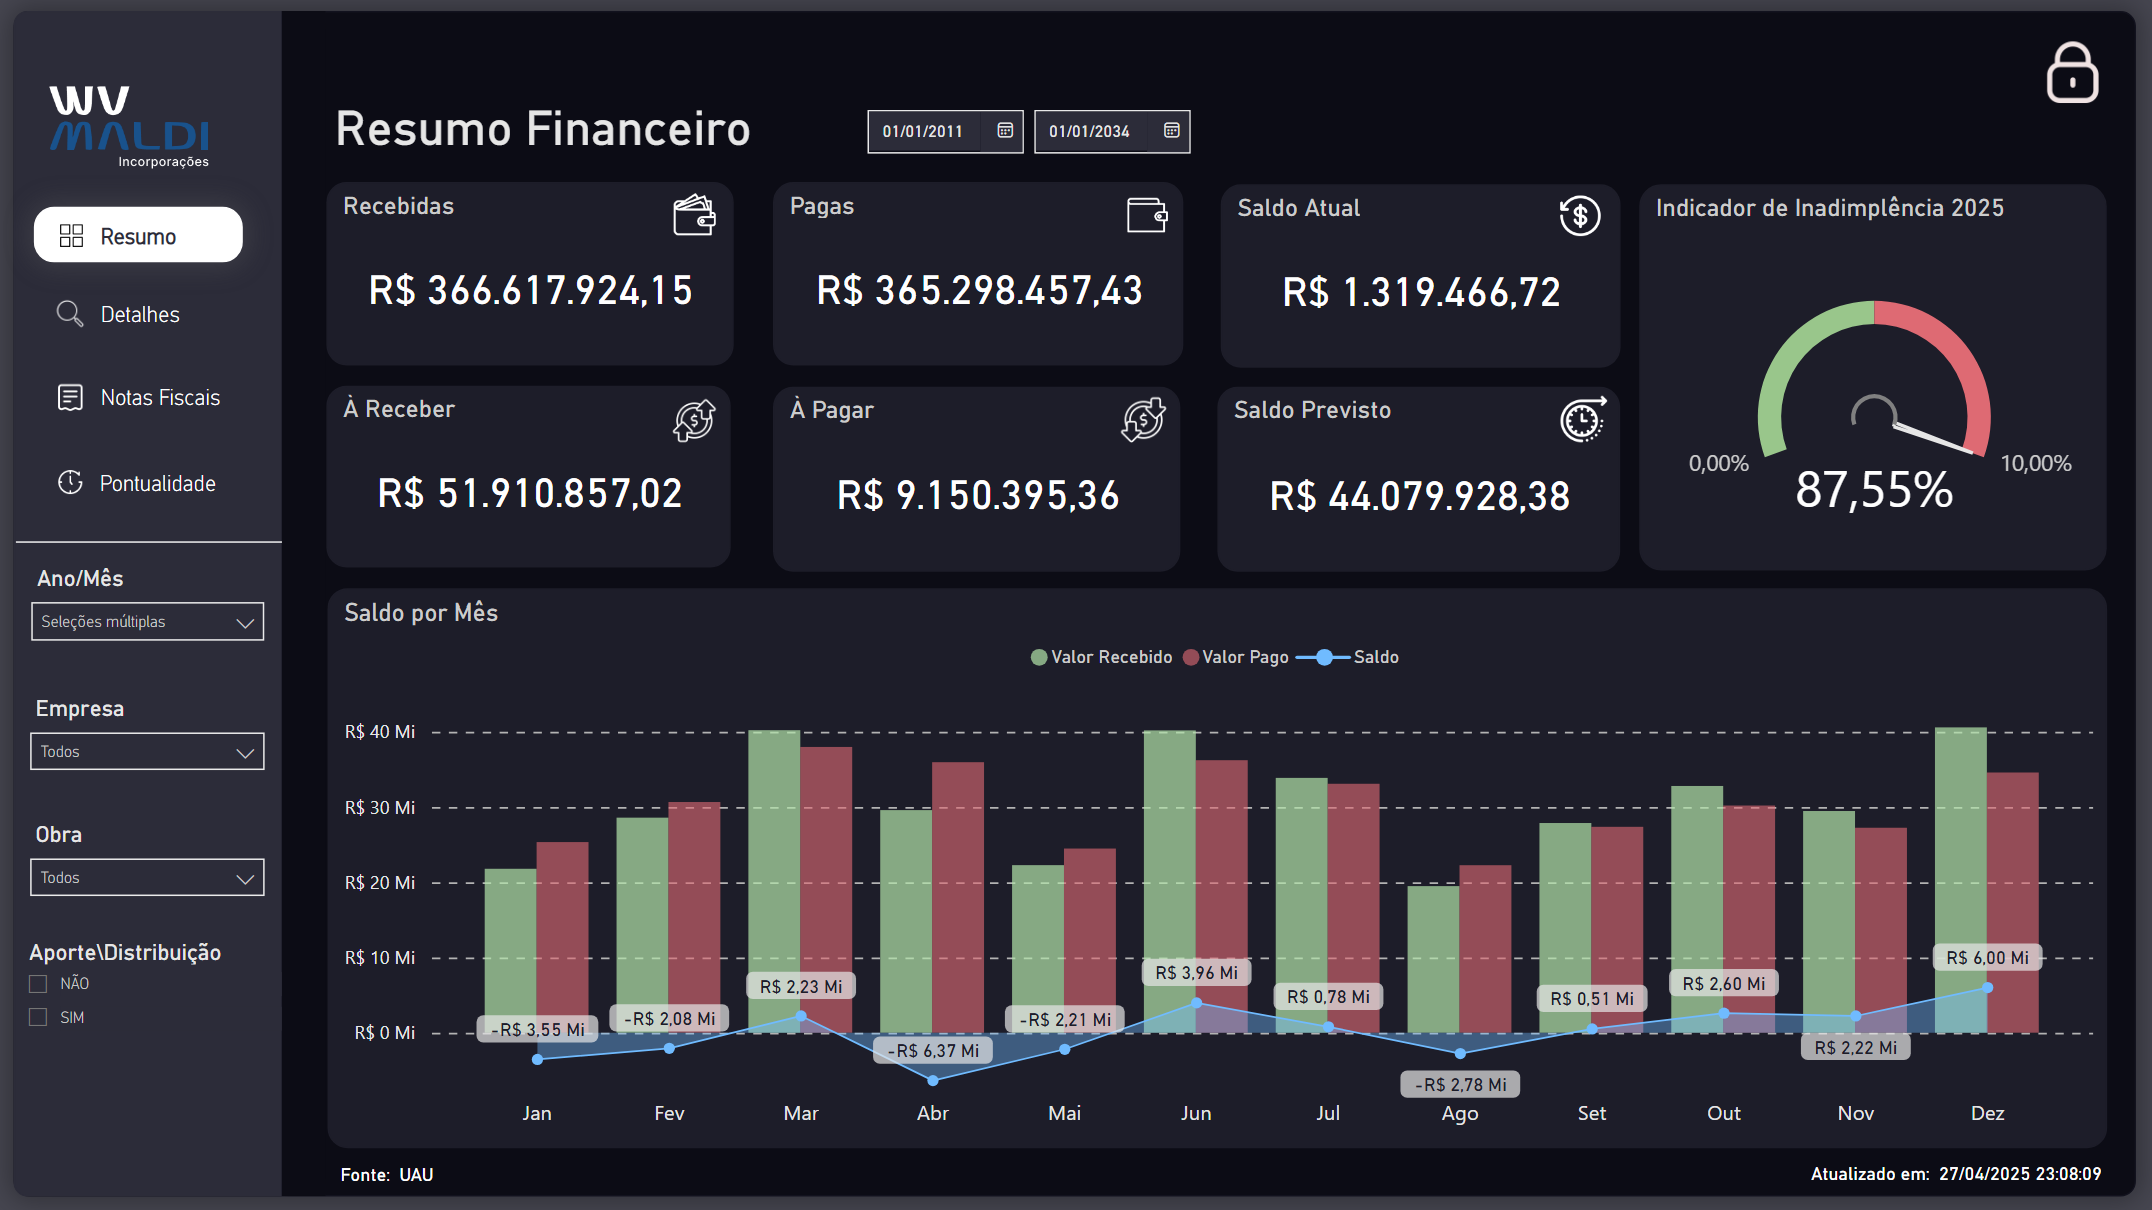 WV
MALDI
Incorporações
Resumo
Detalhes
Notas Fiscais
Pontualidade
Ano/Mês
Seleções múltiplas
Empresa
Todos
Obra
Todos
Aporte\Distribuição
NÃO
SIM
Resumo Financeiro
01/01/2011
01/01/2034
Recebidas
R$ 366.617.924,15
Pagas
R$ 365.298.457,43
Saldo Atual
R$ 1.319.466,72
Indicador de Inadimplência 2025
0,00%
10,00%
87,55%
À Receber
R$ 51.910.857,02
À Pagar
R$ 9.150.395,36
Saldo Previsto
R$ 44.079.928,38
Saldo por Mês
Valor Recebido Valor Pago Saldo
R$ 40 Mi
R$ 30 Mi
R$ 20 Mi
R$ 10 Mi
R$ 0 Mi
-R$ 3,55 Mi
-R$ 2,08 Mi
R$ 2,23 Mi
-R$ 6,37 Mi
-R$ 2,21 Mi
R$ 3,96 Mi
R$ 0,78 Mi
-R$ 2,78 Mi
R$ 0,51 Mi
R$ 2,60 Mi
R$ 2,22 Mi
R$ 6,00 Mi
Jan Fev Mar Abr Mai Jun Jul Ago Set Out Nov Dez
Fonte: UAU
Atualizado em: 27/04/2025 23:08:09